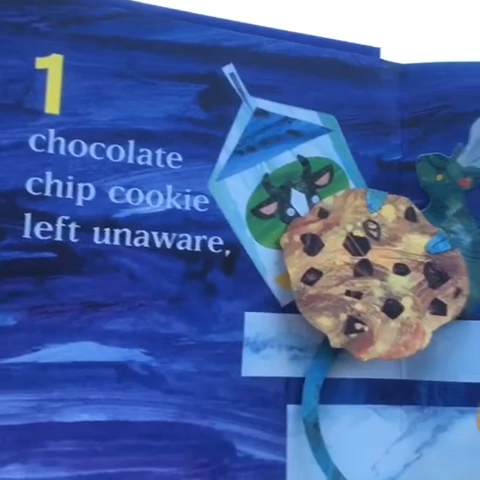 1
chocolate
chip cookie
left unaware,